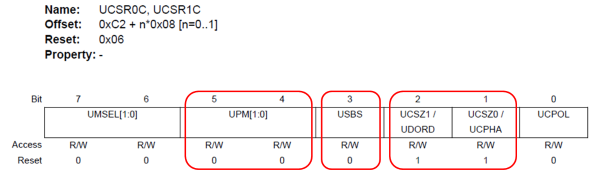 Name: UCSR0C, UCSR1C
Offset: 0xC2 + n*0x08 [n=0..1]
Reset: 0x06
Property: -
Bit 7 6 5 4 3 2 1 0
UMSEL[1:0] UPM[1:0] USBS UCSZ1 / UCSZ0 / UCPOL
UDORD UCPHA
Access R/W R/W R/W R/W R/W R/W R/W R/W
Reset 0 0 0 0 0 1 1 0